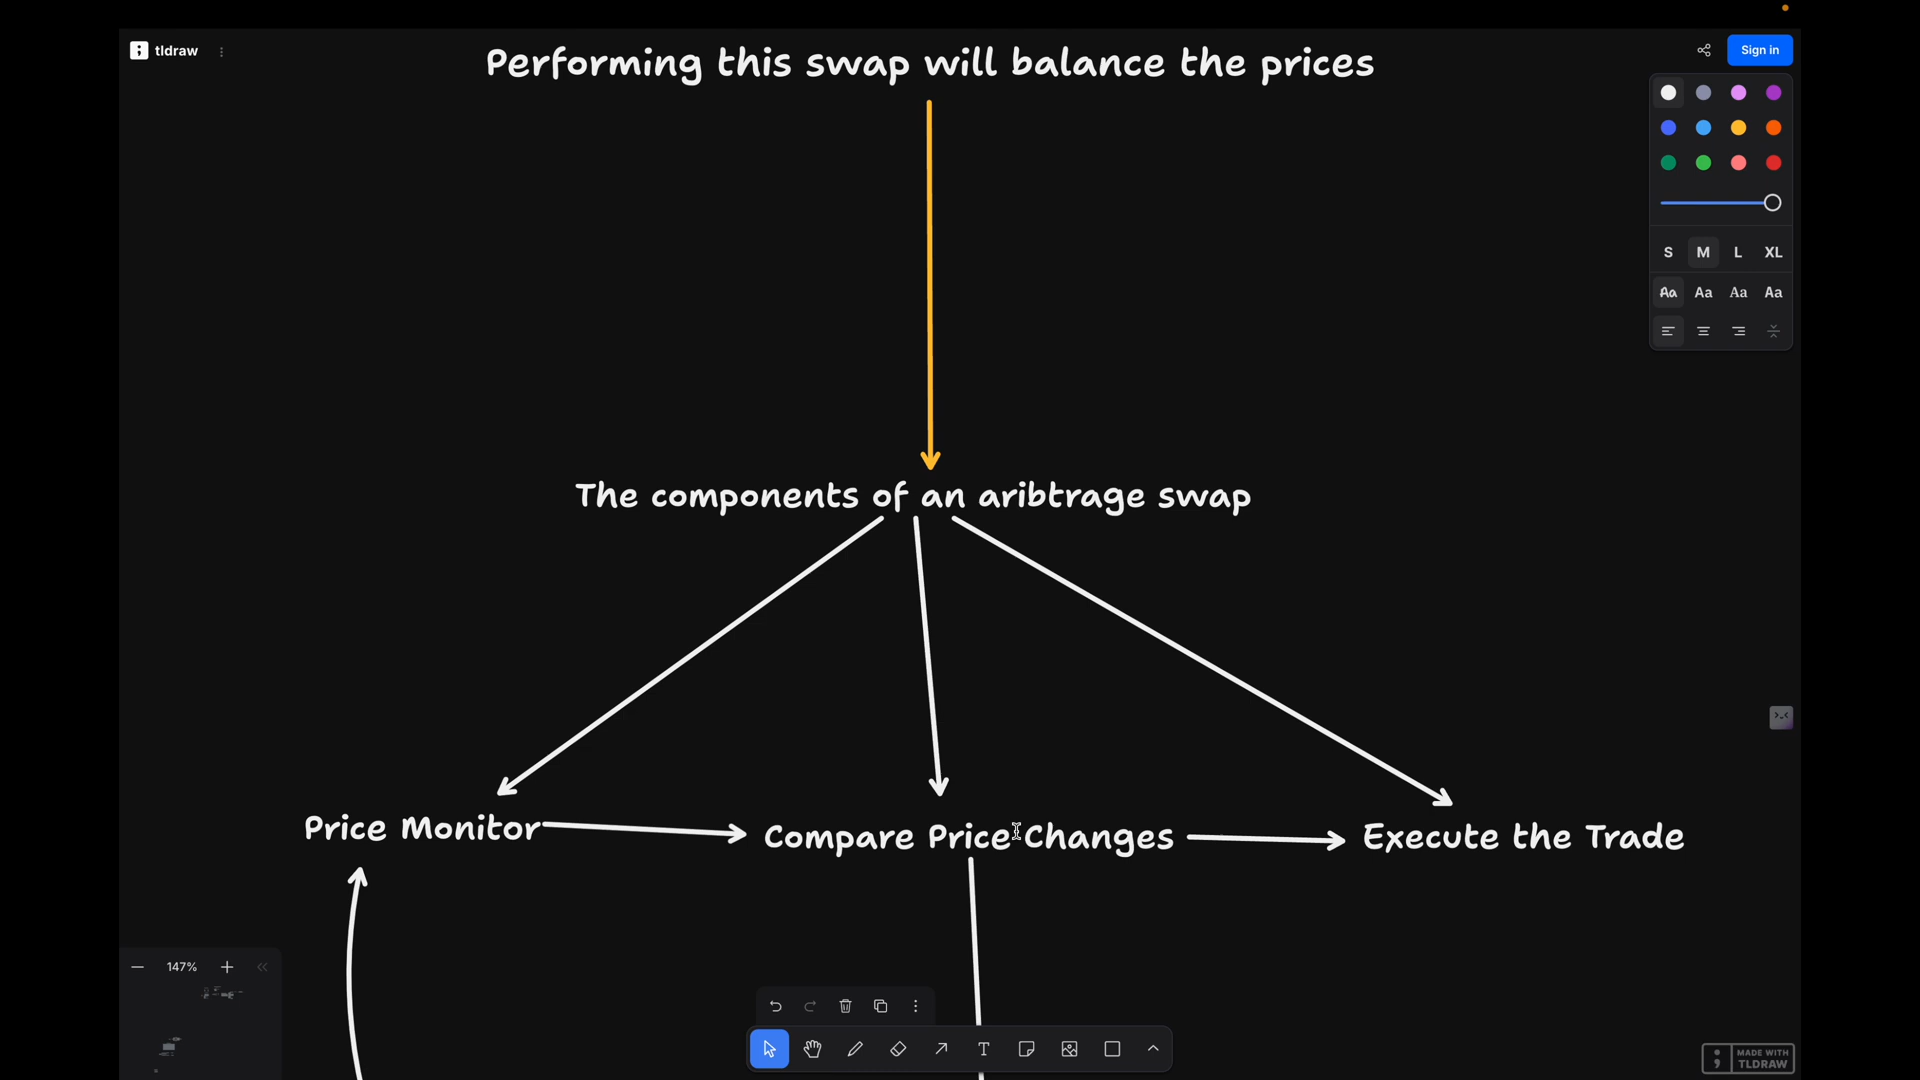 tldraw
Performing this swap will balance the prices
Sign in
S M L XL
Aa Aa Aa Aa
The components of an aribtrage swap
Price Monitor
Compare Price Changes
Execute the Trade
147%
T
MADE WITH
TLDRAW